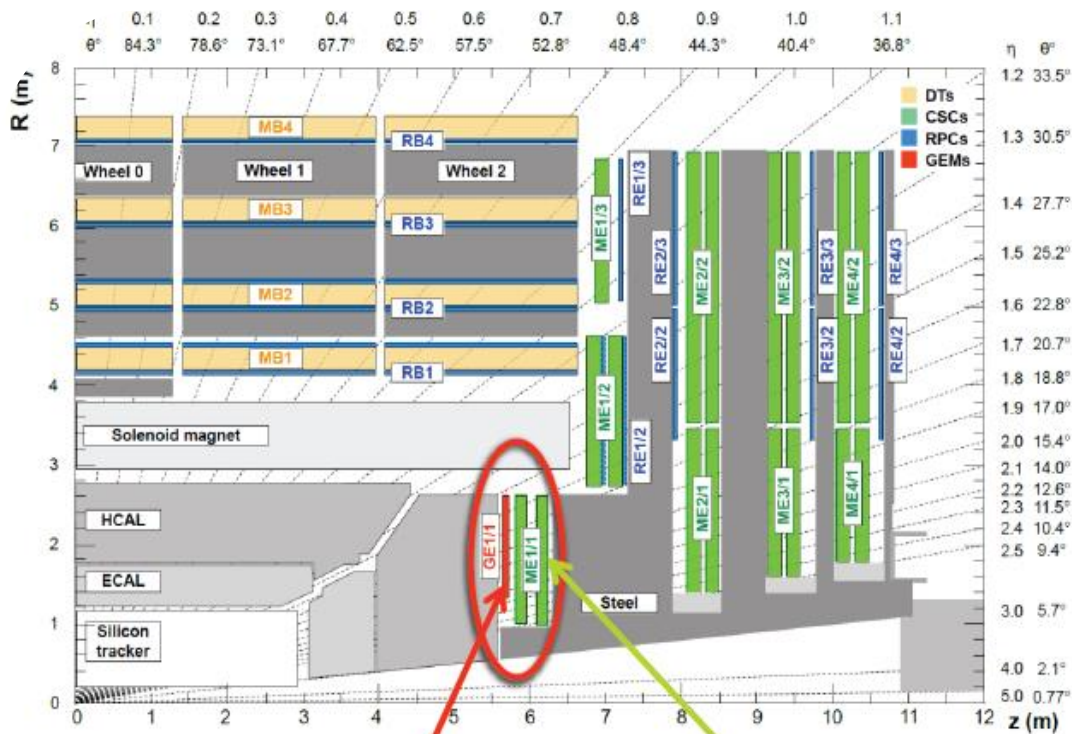 η 0.1 0.2 0.3 0.4 0.5 0.6 0.7 0.8 0.9 1.0 1.1
θ° 84.3° 78.6° 73.1° 67.7° 62.5° 57.5° 52.8° 48.4° 44.3° 40.4° 36.8° η θ°
R (m)
8
7
6
5
4
3
2
1
0
1.2 33.5°
1.3 30.5°
1.4 27.7°
1.5 25.2°
1.6 22.8°
1.7 20.7°
1.8 18.8°
1.9 17.0°
2.0 15.4°
2.1 14.0°
2.2 12.6°
2.3 11.5°
2.4 10.4°
2.5 9.4°
3.0 5.7°
4.0 2.1°
5.0 0.77°
DTs
CSCs
RPCs
GEMs
MB4
RB4
Wheel 0 Wheel 1 Wheel 2
MB3
RB3
MB2
RB2
MB1
RB1
Solenoid magnet
HCAL
ECAL
Silicon
tracker
Steel
ME1/3
RE1/3
ME1/2
RE1/2
GE1/1
ME1/1
RE2/3
RE2/2
ME2/2
ME2/1
ME3/2
ME3/1
RE3/3
RE3/2
ME4/2
ME4/1
RE4/3
RE4/2
0 1 2 3 4 5 6 7 8 9 10 11 12
z (m)